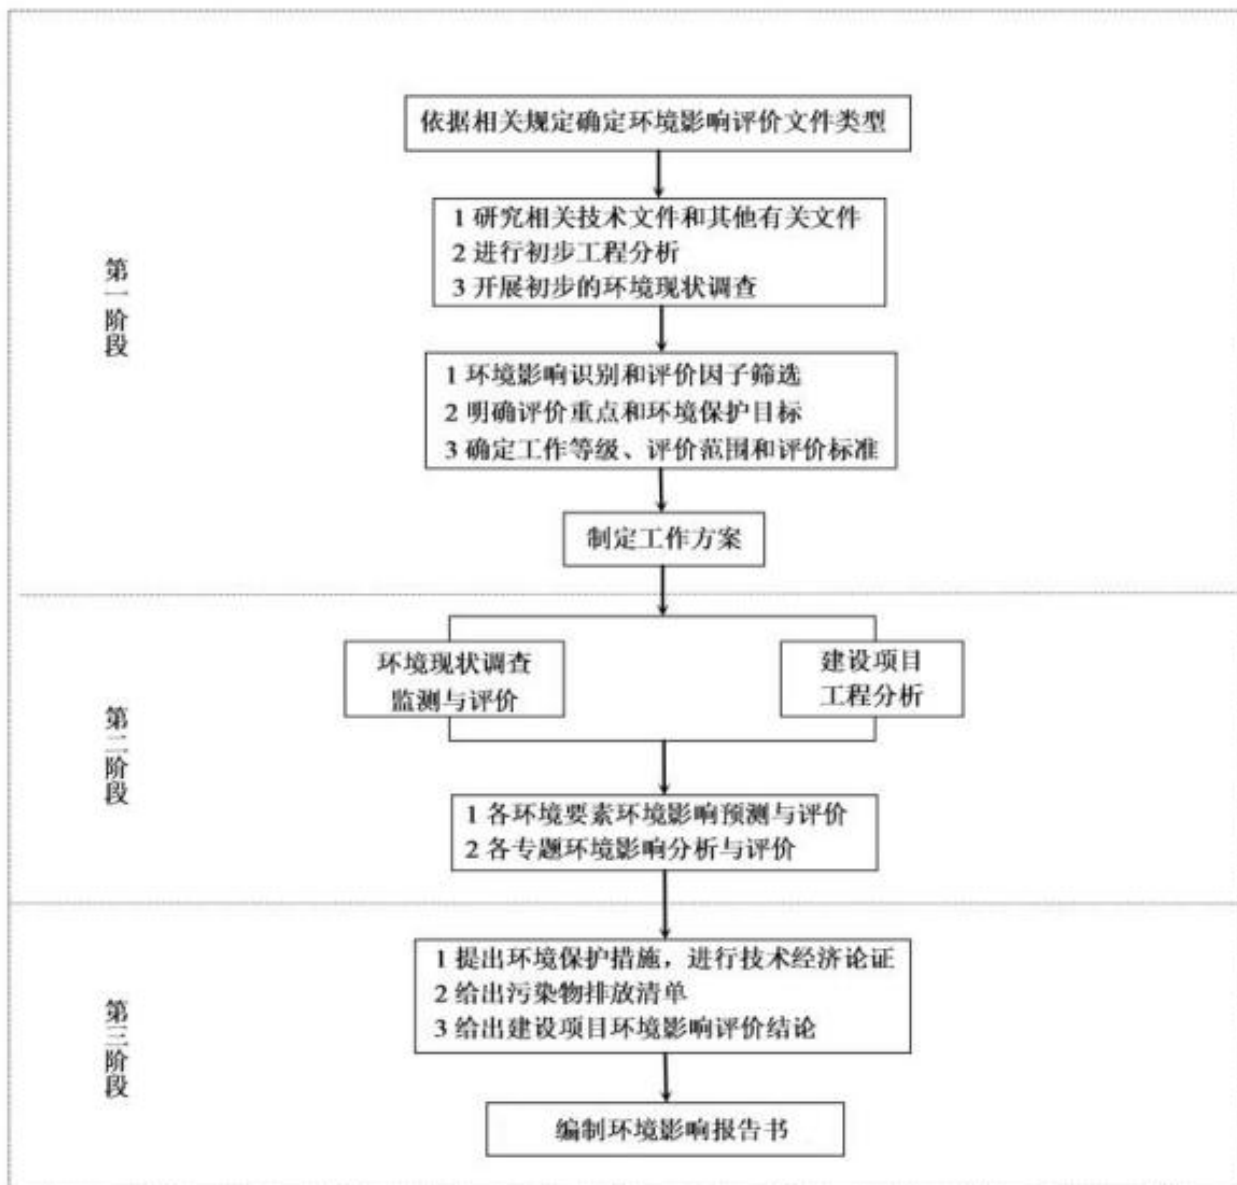 依据相关规定确定环境影响评价文件类型
1 研究相关技术文件和其他有关文件
2 进行初步工程分析
3 开展初步的环境现状调查
第一阶段
1 环境影响识别和评价因子筛选
2 明确评价重点和环境保护目标
3 确定工作等级、评价范围和评价标准
制定工作方案
环境现状调查
监测与评价
建设项目
工程分析
第二阶段
1 各环境要素环境影响预测与评价
2 各专题环境影响分析与评价
1 提出环境保护措施，进行技术经济论证
2 给出污染物排放清单
3 给出建设项目环境影响评价结论
第三阶段
编制环境影响报告书